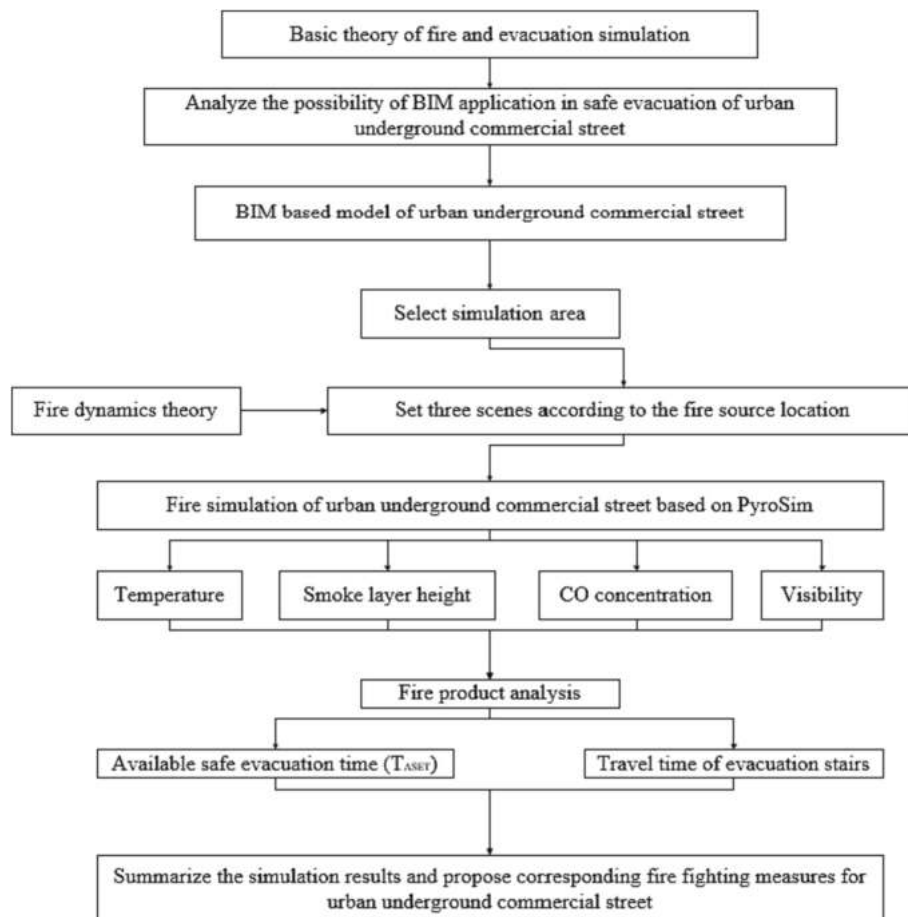 Basic theory of fire and evacuation simulation
Analyze the possibility of BIM application in safe evacuation of urban
underground commercial street
BIM based model of urban underground commercial street
Select simulation area
Fire dynamics theory
Set three scenes according to the fire source location
Fire simulation of urban underground commercial street based on PyroSim
Temperature
Smoke layer height
CO concentration
Visibility
Fire product analysis
Available safe evacuation time (TASET)
Travel time of evacuation stairs
Summarize the simulation results and propose corresponding fire fighting measures for
urban underground commercial street